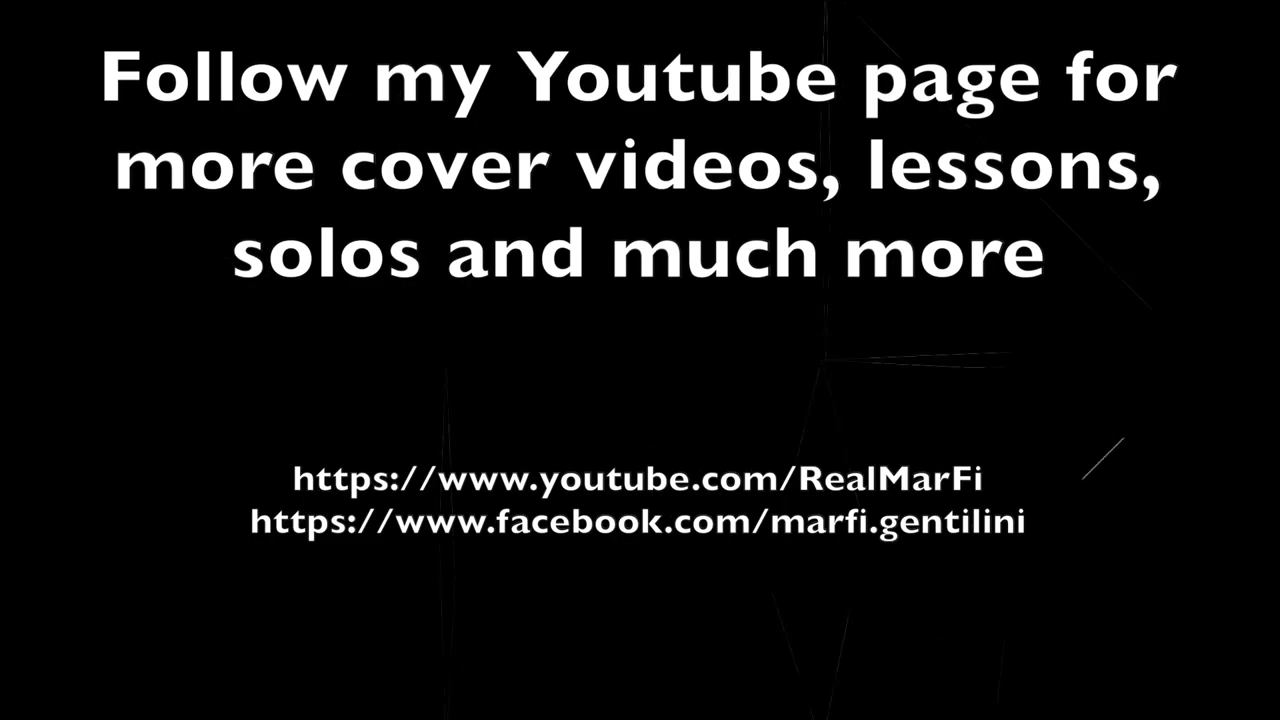 Follow my Youtube page for
more cover videos, lessons,
solos and much more
https://www.youtube.com/RealMarFi
https://www.facebook.com/marfi.gentilini